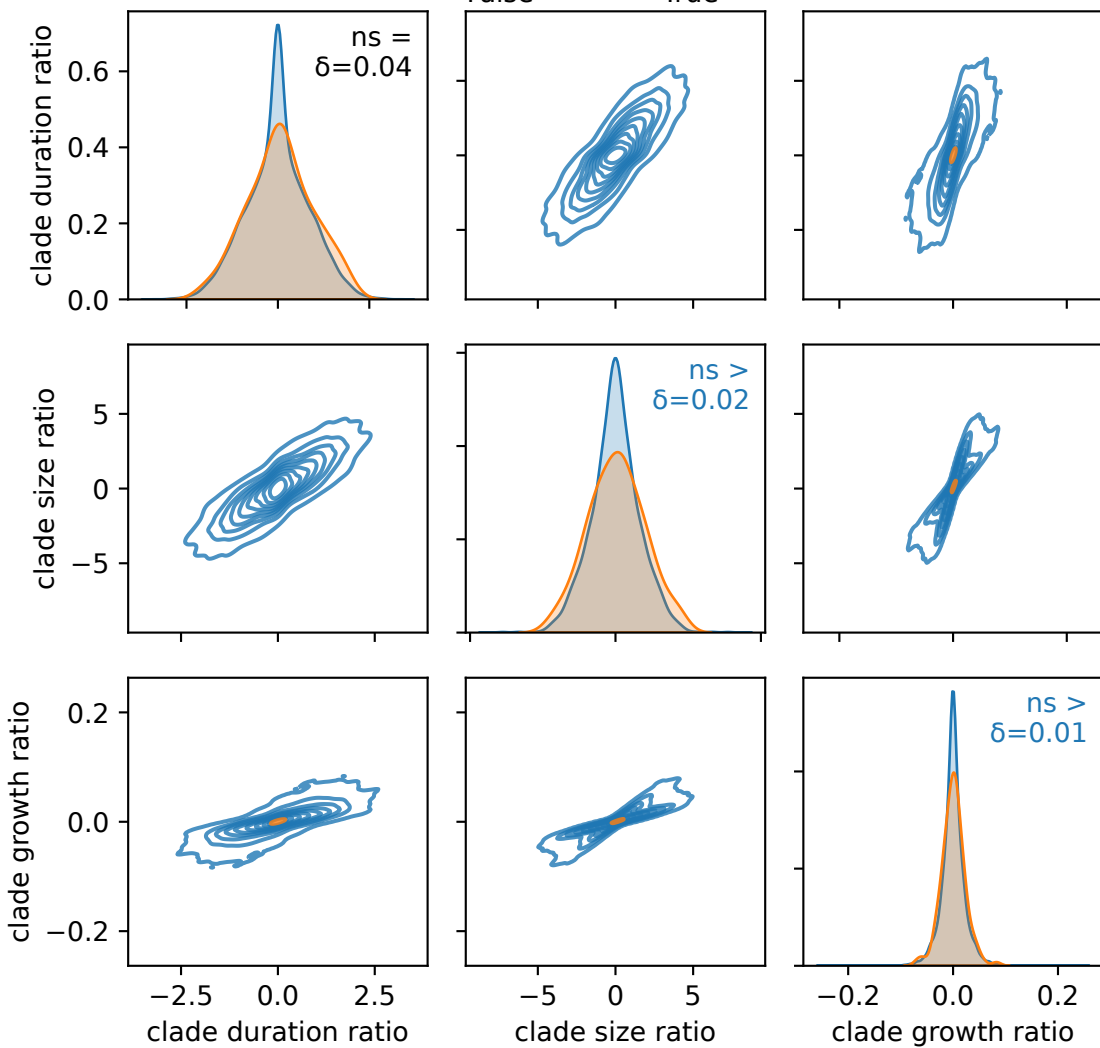 clade duration ratio
0.6
0.4
0.2
0.0
ns =
δ=0.04
clade size ratio
5
0
−5
ns >
δ=0.02
clade growth ratio
0.2
0.0
−0.2
ns >
δ=0.01
−2.5 0.0 2.5
−5 0 5
−0.2 0.0 0.2
clade duration ratio
clade size ratio
clade growth ratio